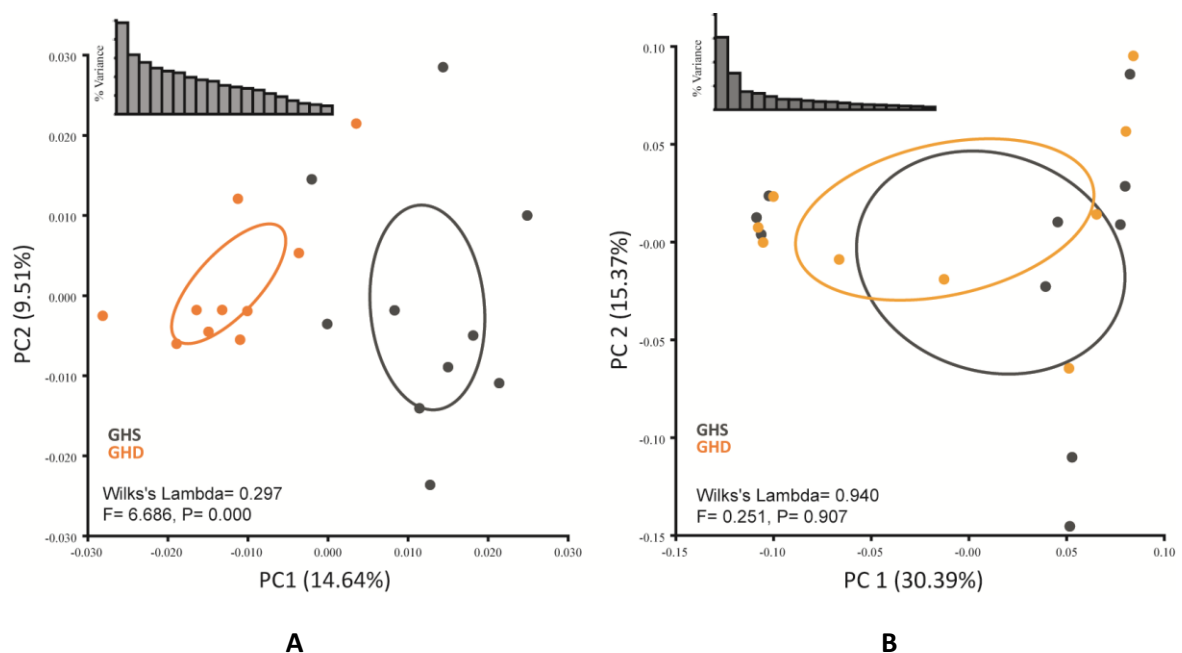 % Variance
0.030
0.020
0.010
0.000
-0.010
-0.020
-0.030
PC2 (9.51%)
GHS
GHD
Wilks's Lambda= 0.297
F= 6.686, P= 0.000
-0.030
-0.020
-0.010
0.000
0.010
0.020
0.030
PC1 (14.64%)
A
% Variance
0.10
0.05
-0.00
-0.05
-0.10
-0.15
PC 2 (15.37%)
GHS
GHD
Wilks's Lambda= 0.940
F= 0.251, P= 0.907
-0.15
-0.10
-0.05
-0.00
0.05
0.10
PC 1 (30.39%)
B